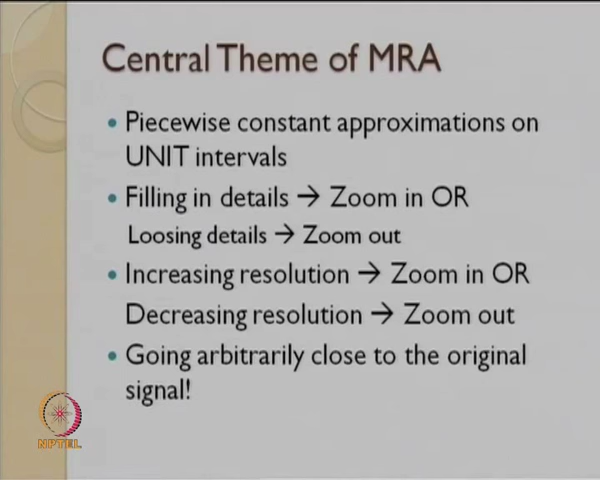 Central Theme of MRA
• Piecewise constant approximations on
UNIT intervals
• Filling in details → Zoom in OR
Loosing details → Zoom out
• Increasing resolution → Zoom in OR
Decreasing resolution → Zoom out
• Going arbitrarily close to the original
signal!
NPTEL